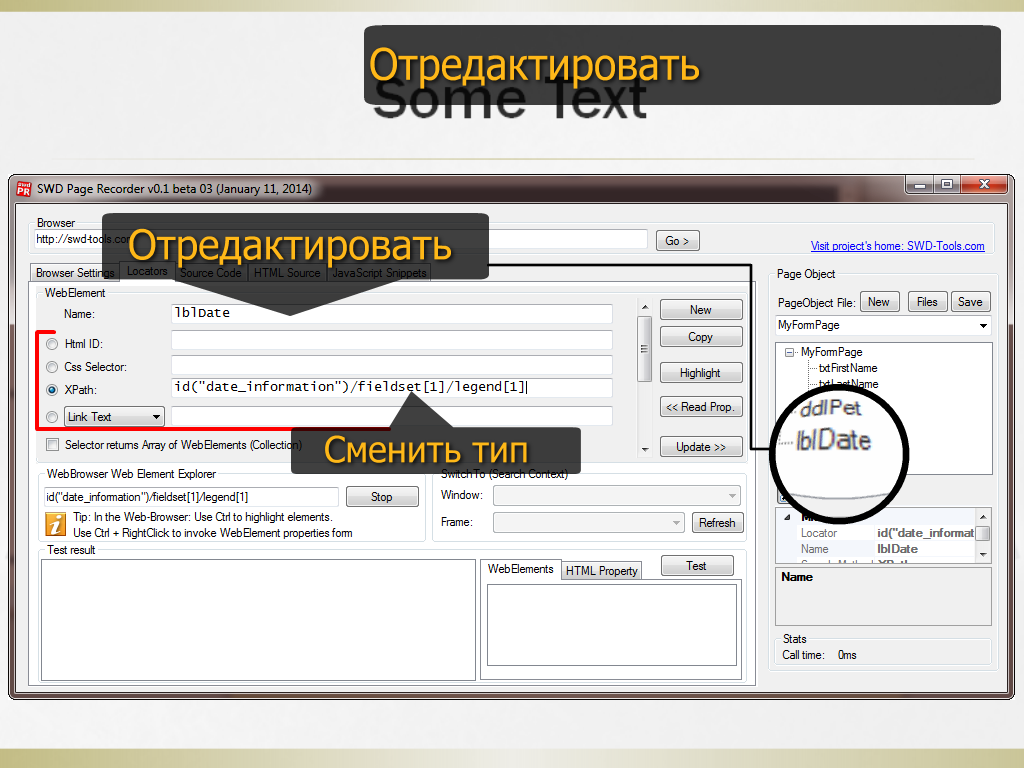 Отредактировать
Some Text
SWD Page Recorder v0.1 beta 03 (January 11, 2014)
Browser
http://swd-tools.com
Go >
Visit project's home: SWD-Tools.com
Отредактировать
Browser Settings Locators Source Code HTML Source JavaScript Snippets
WebElement
Name: lblDate
Html ID:
Css Selector:
XPath: id("date_information")/fieldset[1]/legend[1]
Link Text
Selector returns Array of WebElements (Collection)
New
Copy
Highlight
<< Read Prop.
Update >>
Сменить тип
WebBrowser Web Element Explorer
id("date_information")/fieldset[1]/legend[1]
Stop
Tip: In the Web-Browser: Use Ctrl to highlight elements.
Use Ctrl + RightClick to invoke WebElement properties form
SwitchTo (Search Context)
Window:
Frame:
Refresh
Test result
WebElements HTML Property
Test
Page Object
PageObject File: New Files Save
MyFormPage
MyFormPage
txtFirstName
txtLastName
ddlPet
lblDate
Locator id("date_informat
Name lblDate
Name
Stats
Call time: 0ms